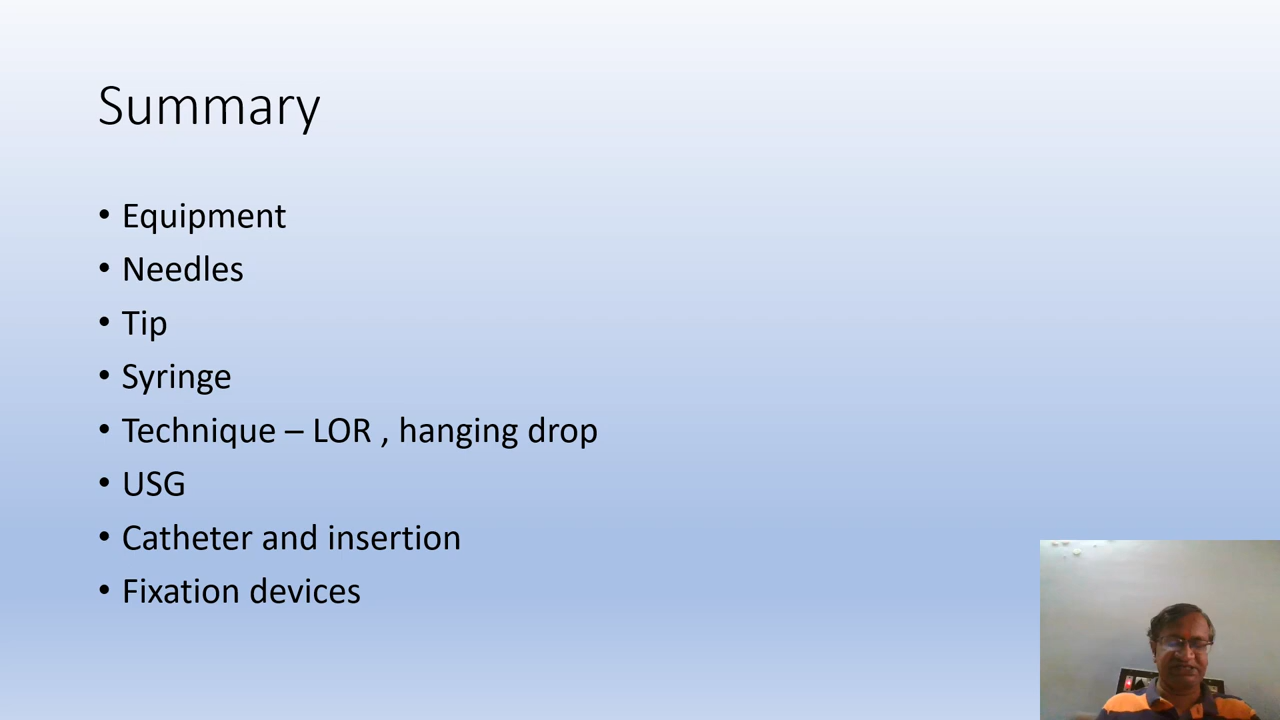 Summary
• Equipment
• Needles
• Tip
• Syringe
• Technique – LOR , hanging drop
• USG
• Catheter and insertion
• Fixation devices